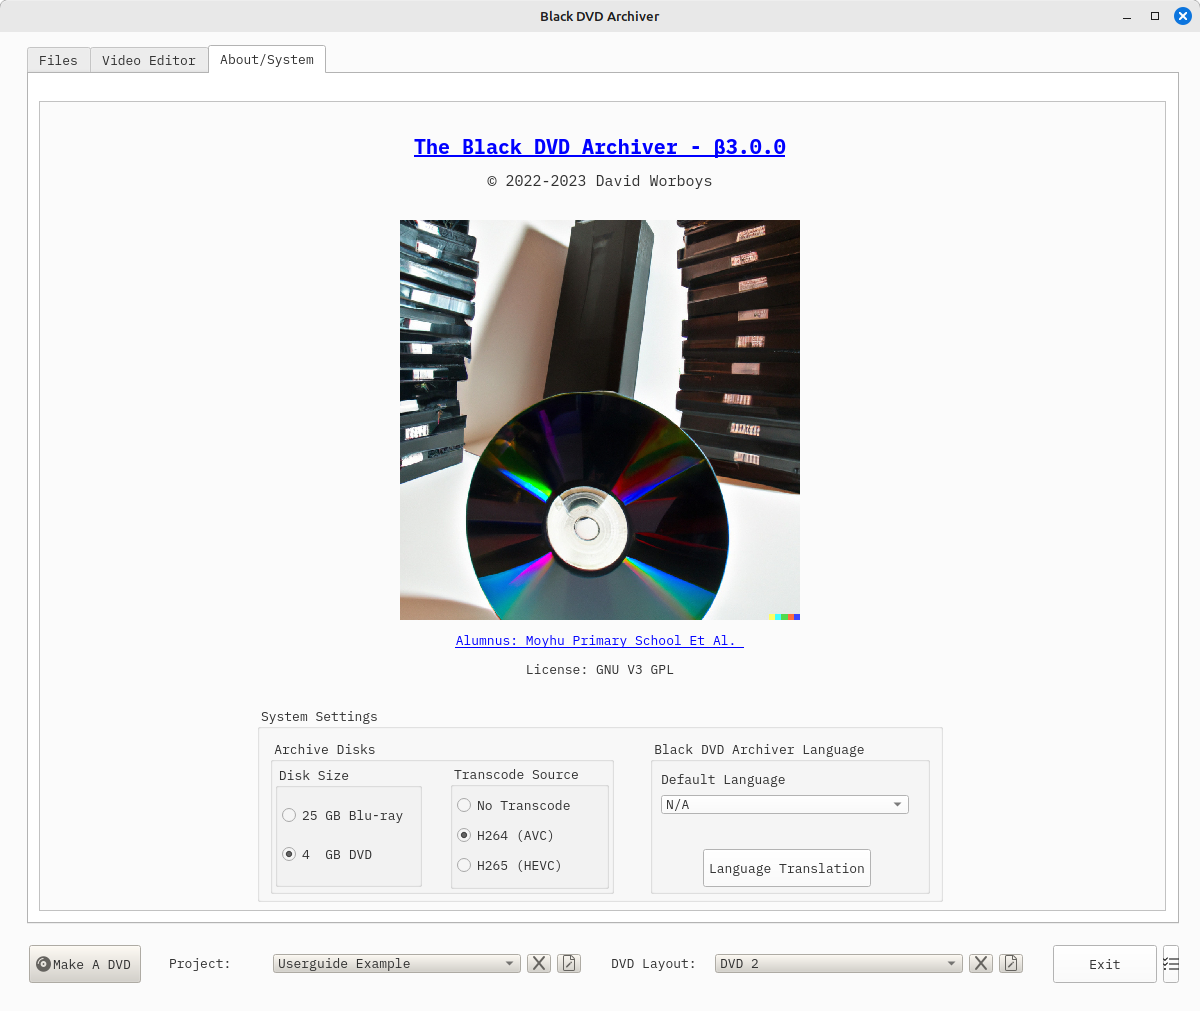 Black DVD Archiver
Files
Video Editor
About/System
The Black DVD Archiver - β3.0.0
© 2022-2023 David Worboys
Alumnus: Moyhu Primary School Et Al.
License: GNU V3 GPL
System Settings
Archive Disks
Disk Size
25 GB Blu-ray
4  GB DVD
Transcode Source
No Transcode
H264 (AVC)
H265 (HEVC)
Black DVD Archiver Language
Default Language
N/A
Language Translation
Make A DVD
Project:
Userguide Example
DVD Layout:
DVD 2
Exit